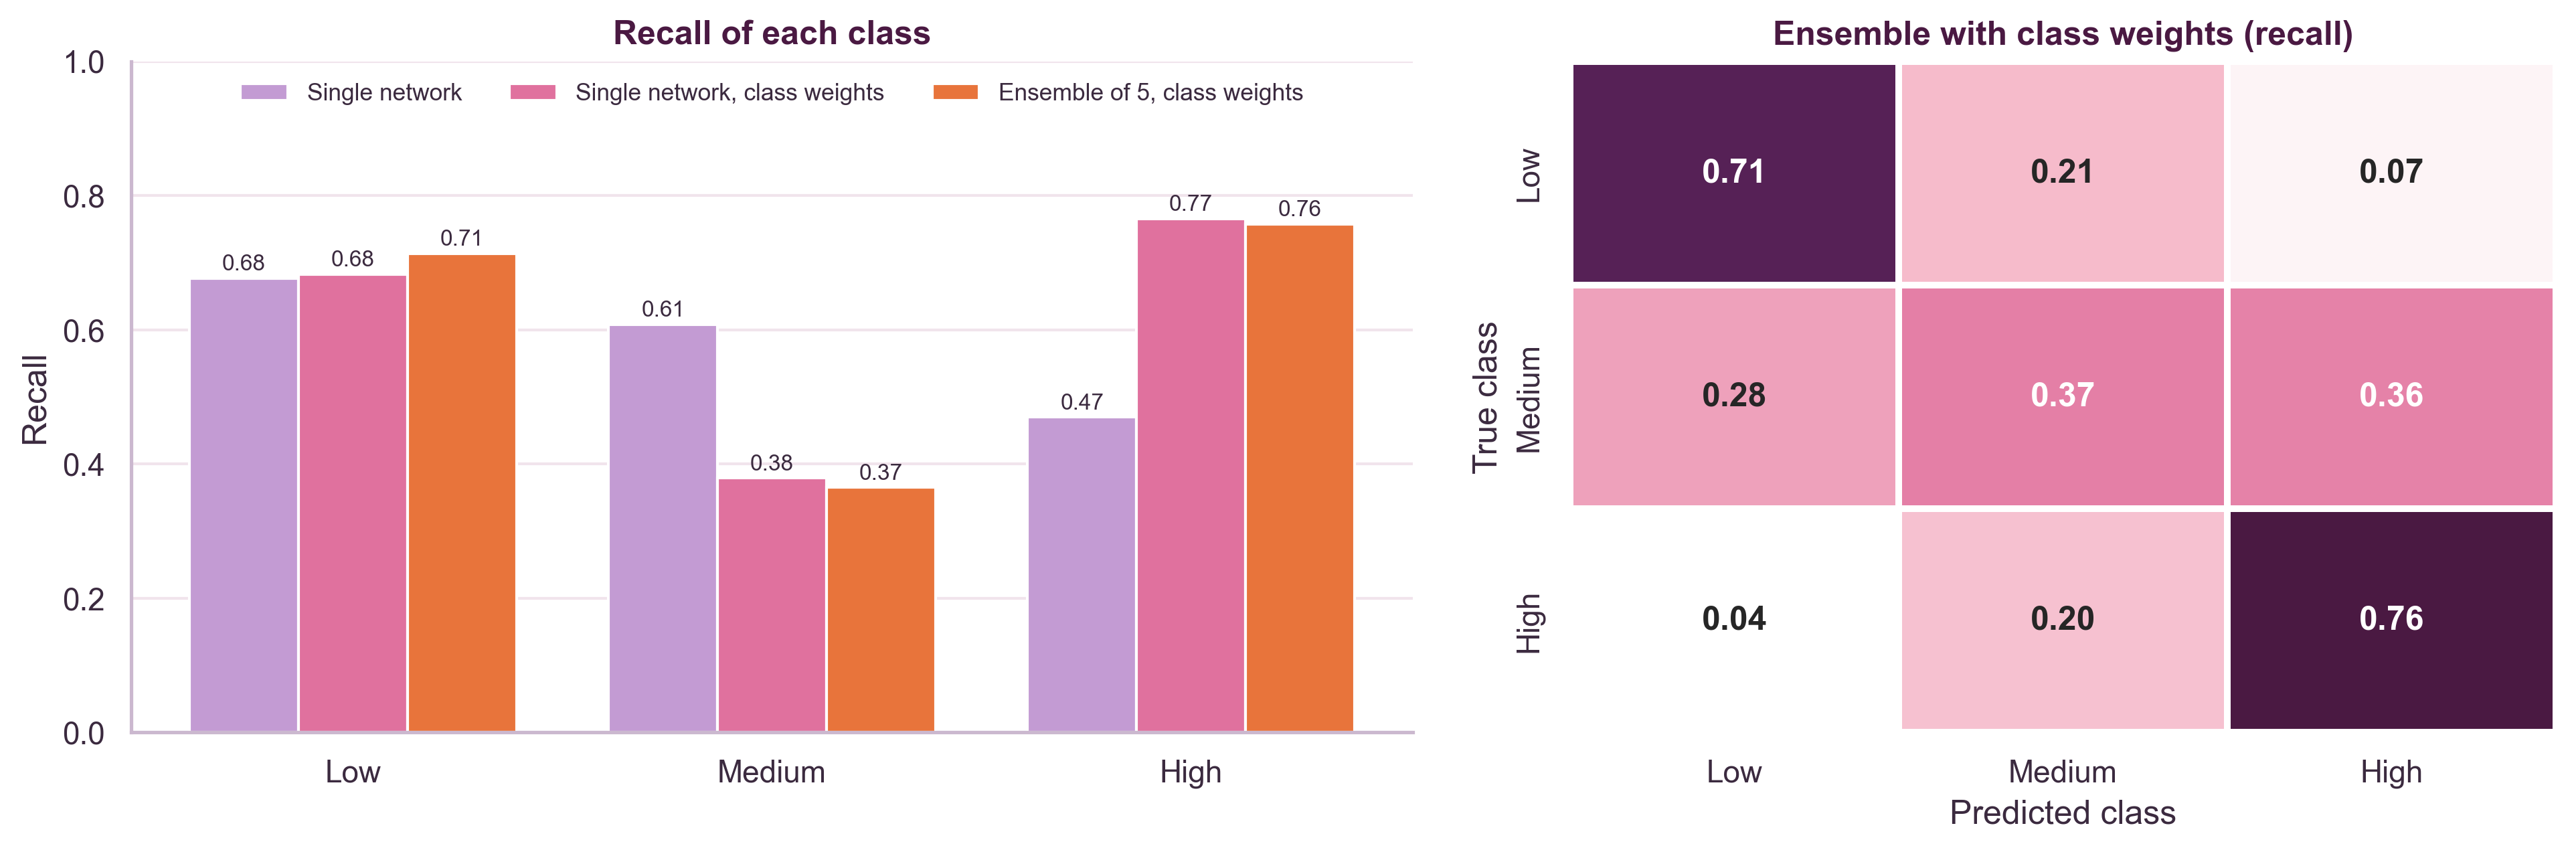 Recall of each class
Single network
Single network, class weights
Ensemble of 5, class weights
Recall
1.0
0.8
0.6
0.4
0.2
0.0
0.68
0.68
0.71
0.61
0.38
0.37
0.47
0.77
0.76
Low
Medium
High
Ensemble with class weights (recall)
True class
Low
0.71
0.21
0.07
Medium
0.28
0.37
0.36
High
0.04
0.20
0.76
Low
Medium
High
Predicted class